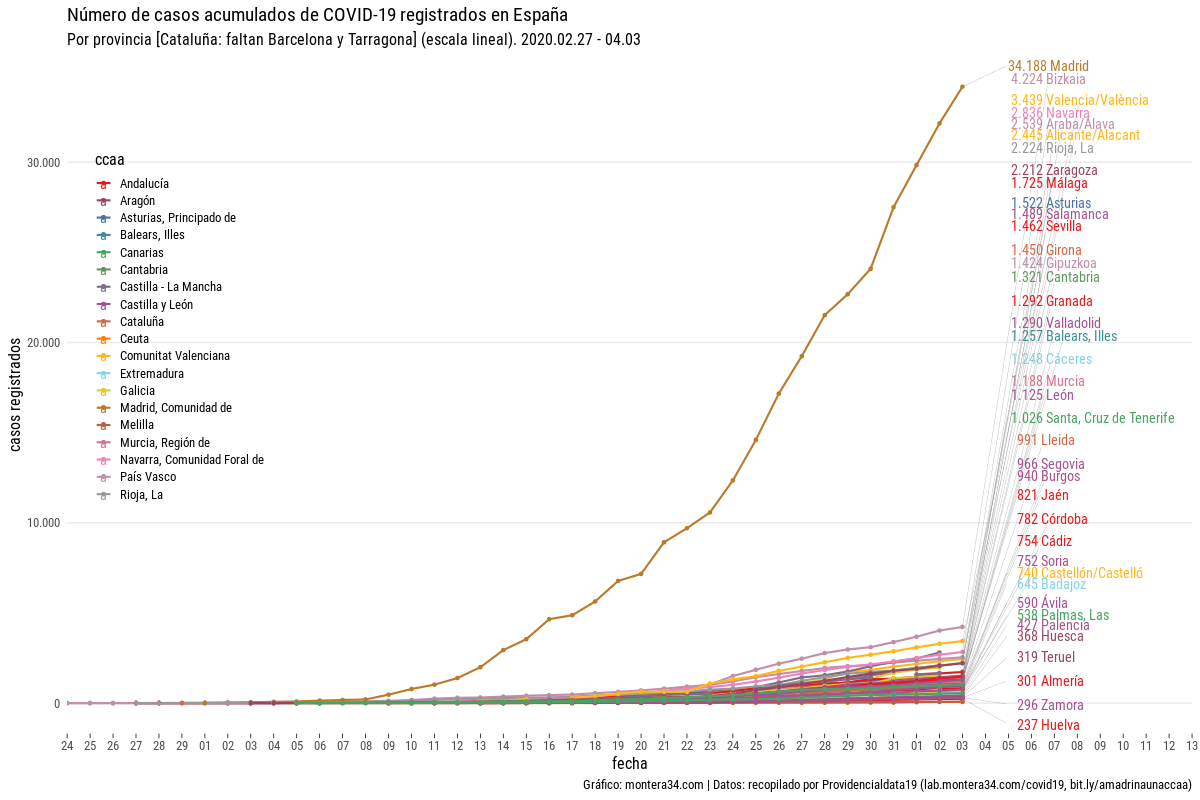 Número de casos acumulados de COVID-19 registrados en España
Por provincia [Cataluña: faltan Barcelona y Tarragona] (escala lineal). 2020.02.27 - 04.03
casos registrados
30.000
20.000
10.000
0
ccaa
Andalucía
Aragón
Asturias, Principado de
Balears, Illes
Canarias
Cantabria
Castilla - La Mancha
Castilla y León
Cataluña
Ceuta
Comunitat Valenciana
Extremadura
Galicia
Madrid, Comunidad de
Melilla
Murcia, Región de
Navarra, Comunidad Foral de
País Vasco
Rioja, La
34.188 Madrid
4.224 Bizkaia
3.439 Valencia/València
2.836 Navarra
2.539 Araba/Álava
2.445 Alicante/Alacant
2.224 Rioja, La
2.212 Zaragoza
1.725 Málaga
1.522 Asturias
1.489 Salamanca
1.462 Sevilla
1.450 Girona
1.424 Gipuzkoa
1.321 Cantabria
1.292 Granada
1.290 Valladolid
1.257 Balears, Illes
1.248 Cáceres
1.188 Murcia
1.125 León
1.026 Santa, Cruz de Tenerife
991 Lleida
966 Segovia
940 Burgos
821 Jaén
782 Córdoba
754 Cádiz
752 Soria
740 Castellón/Castelló
645 Badajoz
590 Ávila
538 Palmas, Las
427 Palencia
368 Huesca
319 Teruel
301 Almería
296 Zamora
237 Huelva
24 25 26 27 28 29 01 02 03 04 05 06 07 08 09 10 11 12 13 14 15 16 17 18 19 20 21 22 23 24 25 26 27 28 29 30 31 01 02 03 04 05 06 07 08 09 10 11 12 13
fecha
Gráfico: montera34.com | Datos: recopilado por Providencialdata19 (lab.montera34.com/covid19, bit.ly/amadrinaunaccaa)